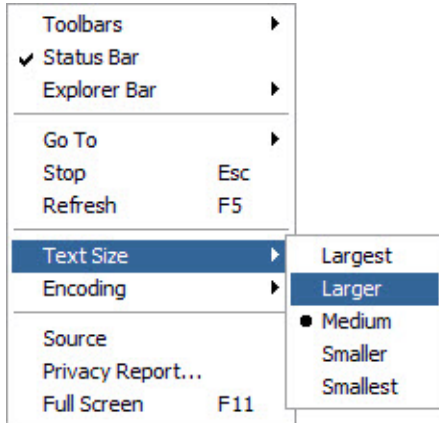 Toolbars
Status Bar
Explorer Bar
Go To
Stop Esc
Refresh F5
Text Size
Encoding
Source
Privacy Report...
Full Screen F11
Largest
Larger
Medium
Smaller
Smallest